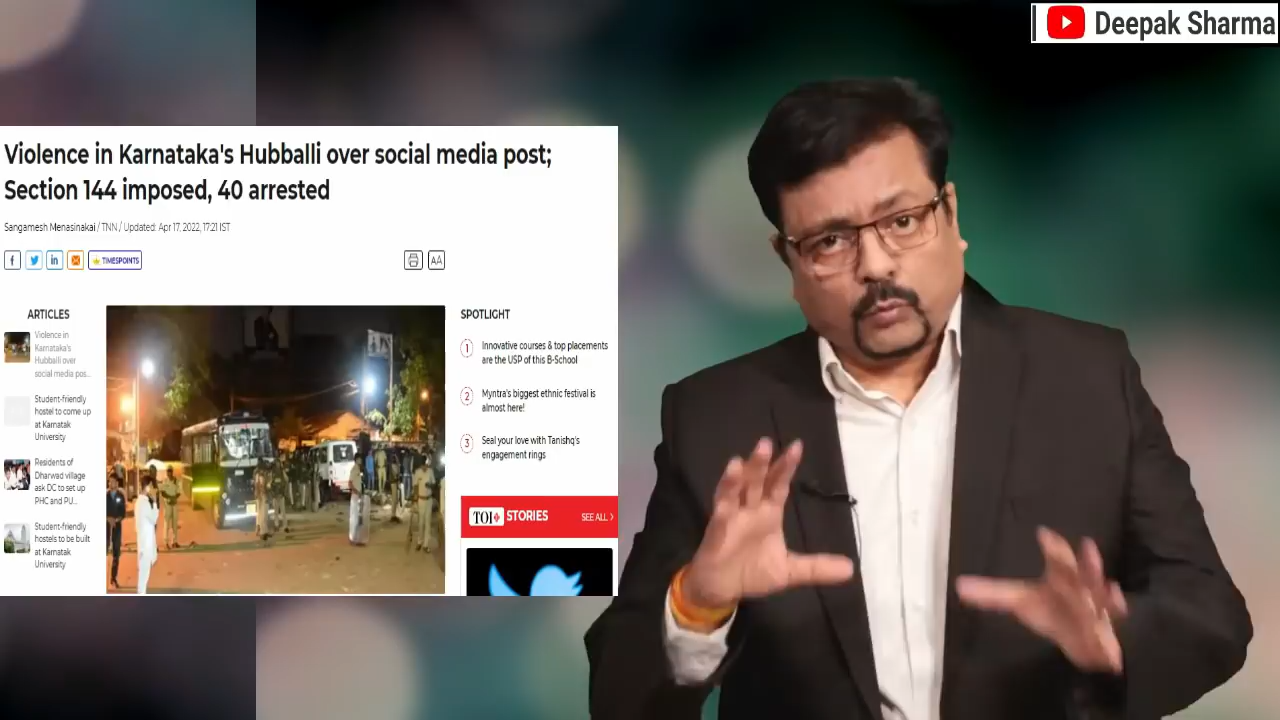 Deepak Sharma
Violence in Karnataka's Hubballi over social media post;
Section 144 imposed, 40 arrested
Sangamesh Menasinakai / TNN / Updated: Apr 17, 2022, 17:21 IST
TIMESPOINTS
AA
ARTICLES
Violence in
Karnataka's
Hubballi over
social media pos...
Student-friendly
hostel to come up
at Karnatak
University
Residents of
Dharwad village
ask DC to set up
PHC and PU...
Student-friendly
hostels to be built
at Karnatak
University
SPOTLIGHT
1 Innovative courses & top placements
are the USP of this B-School
2 Myntra's biggest ethnic festival is
almost here!
3 Seal your love with Tanishq's
engagement rings
TOI+ STORIES SEE ALL >